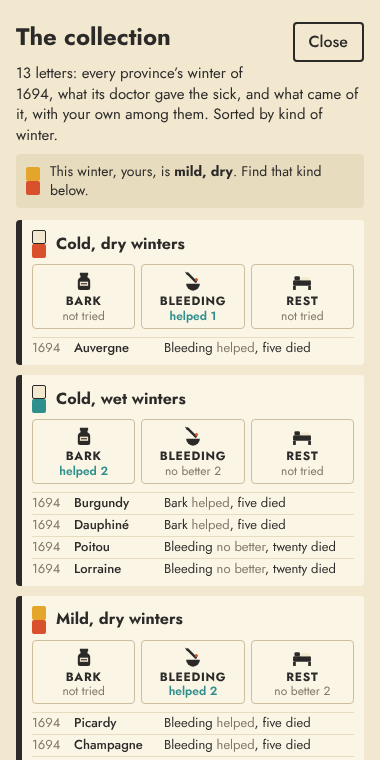 The collection
Close
13 letters: every province’s winter of
1694, what its doctor gave the sick, and what came of
it, with your own among them. Sorted by kind of
winter.
This winter, yours, is mild, dry. Find that kind
below.
Cold, dry winters
BARK
not tried
BLEEDING
helped 1
REST
not tried
1694 Auvergne Bleeding helped, five died
Cold, wet winters
BARK
helped 2
BLEEDING
no better 2
REST
not tried
1694 Burgundy Bark helped, five died
1694 Dauphiné Bark helped, five died
1694 Poitou Bleeding no better, twenty died
1694 Lorraine Bleeding no better, twenty died
Mild, dry winters
BARK
not tried
BLEEDING
helped 2
REST
no better 2
1694 Picardy Bleeding helped, five died
1694 Champagne Bleeding helped, five died